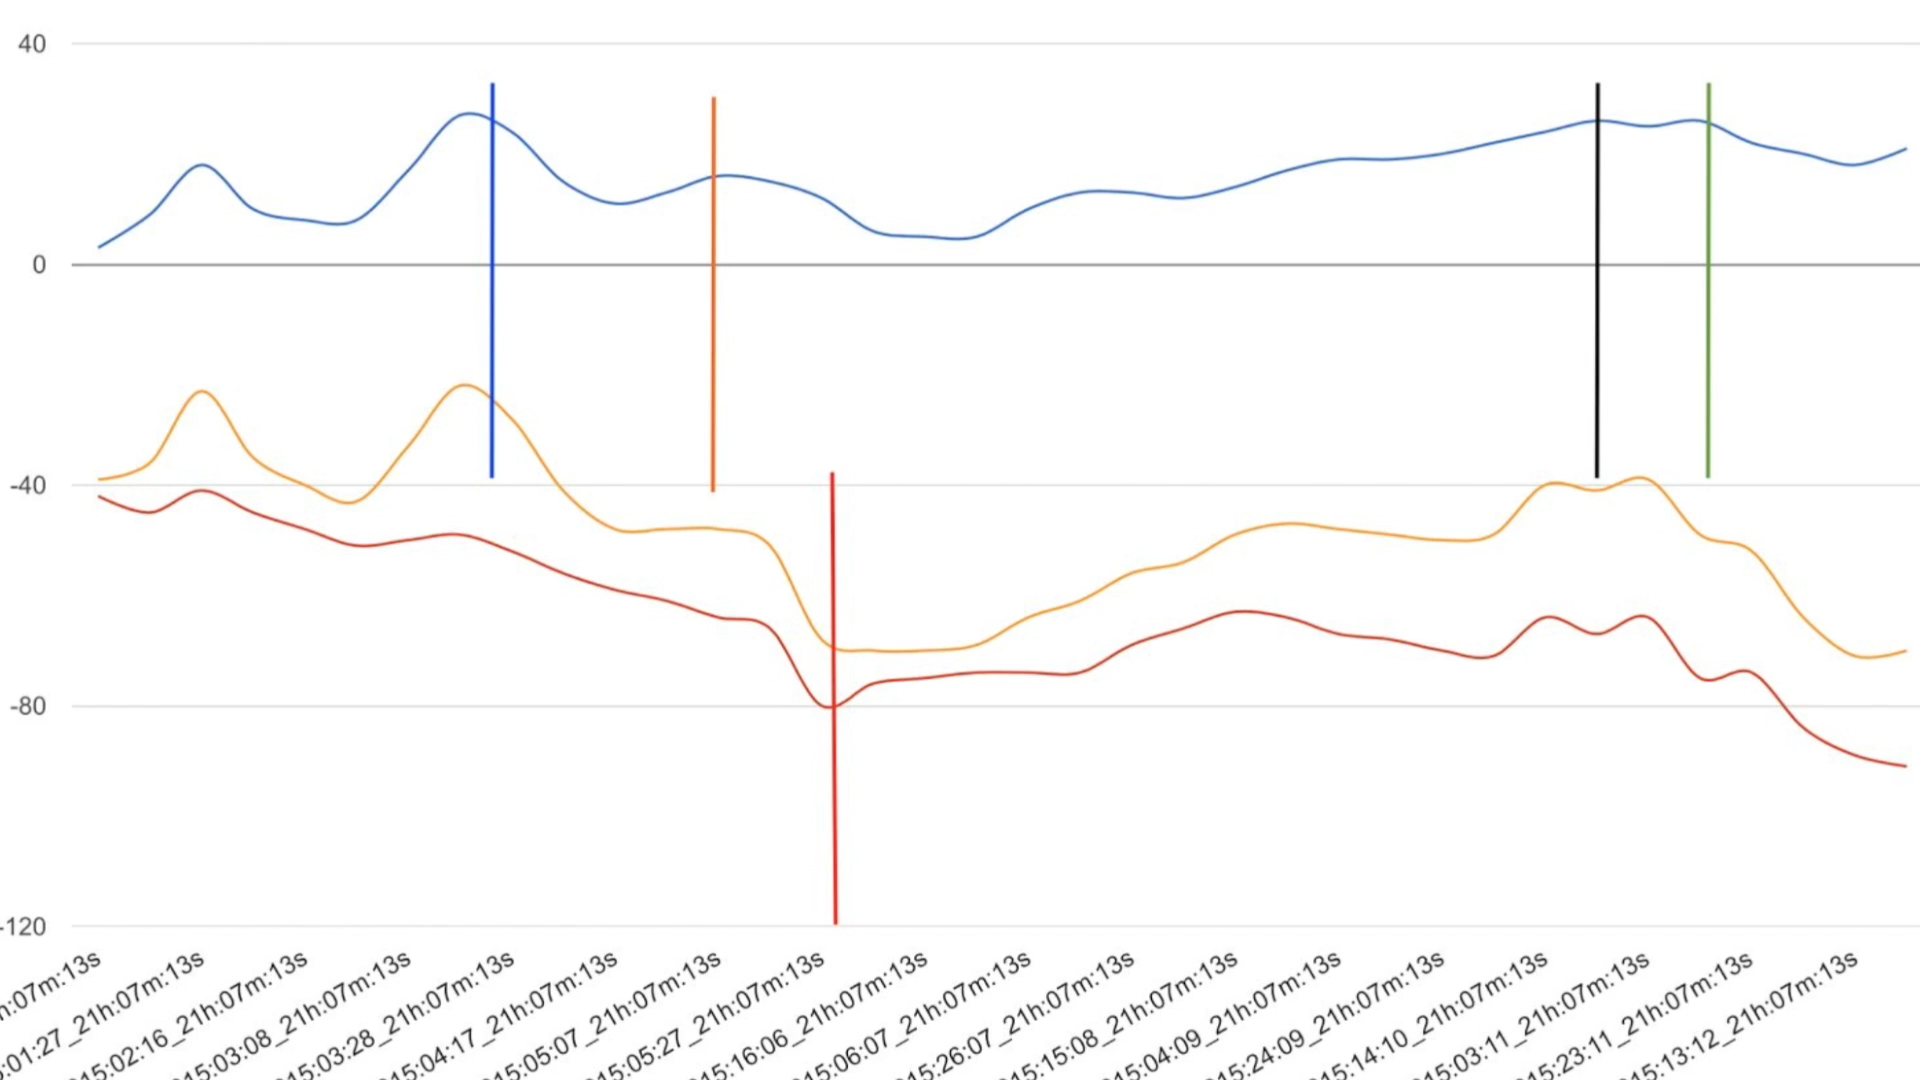 40
0
-40
-80
-120
h:07m:13s
:01:27_21h:07m:13s
015:02:16_21h:07m:13s
015:03:08_21h:07m:13s
015:03:28_21h:07m:13s
015:04:17_21h:07m:13s
015:05:07_21h:07m:13s
015:05:27_21h:07m:13s
015:16:06_21h:07m:13s
015:06:07_21h:07m:13s
015:26:07_21h:07m:13s
015:15:08_21h:07m:13s
015:04:09_21h:07m:13s
015:24:09_21h:07m:13s
015:14:10_21h:07m:13s
015:03:11_21h:07m:13s
015:23:11_21h:07m:13s
015:13:12_21h:07m:13s